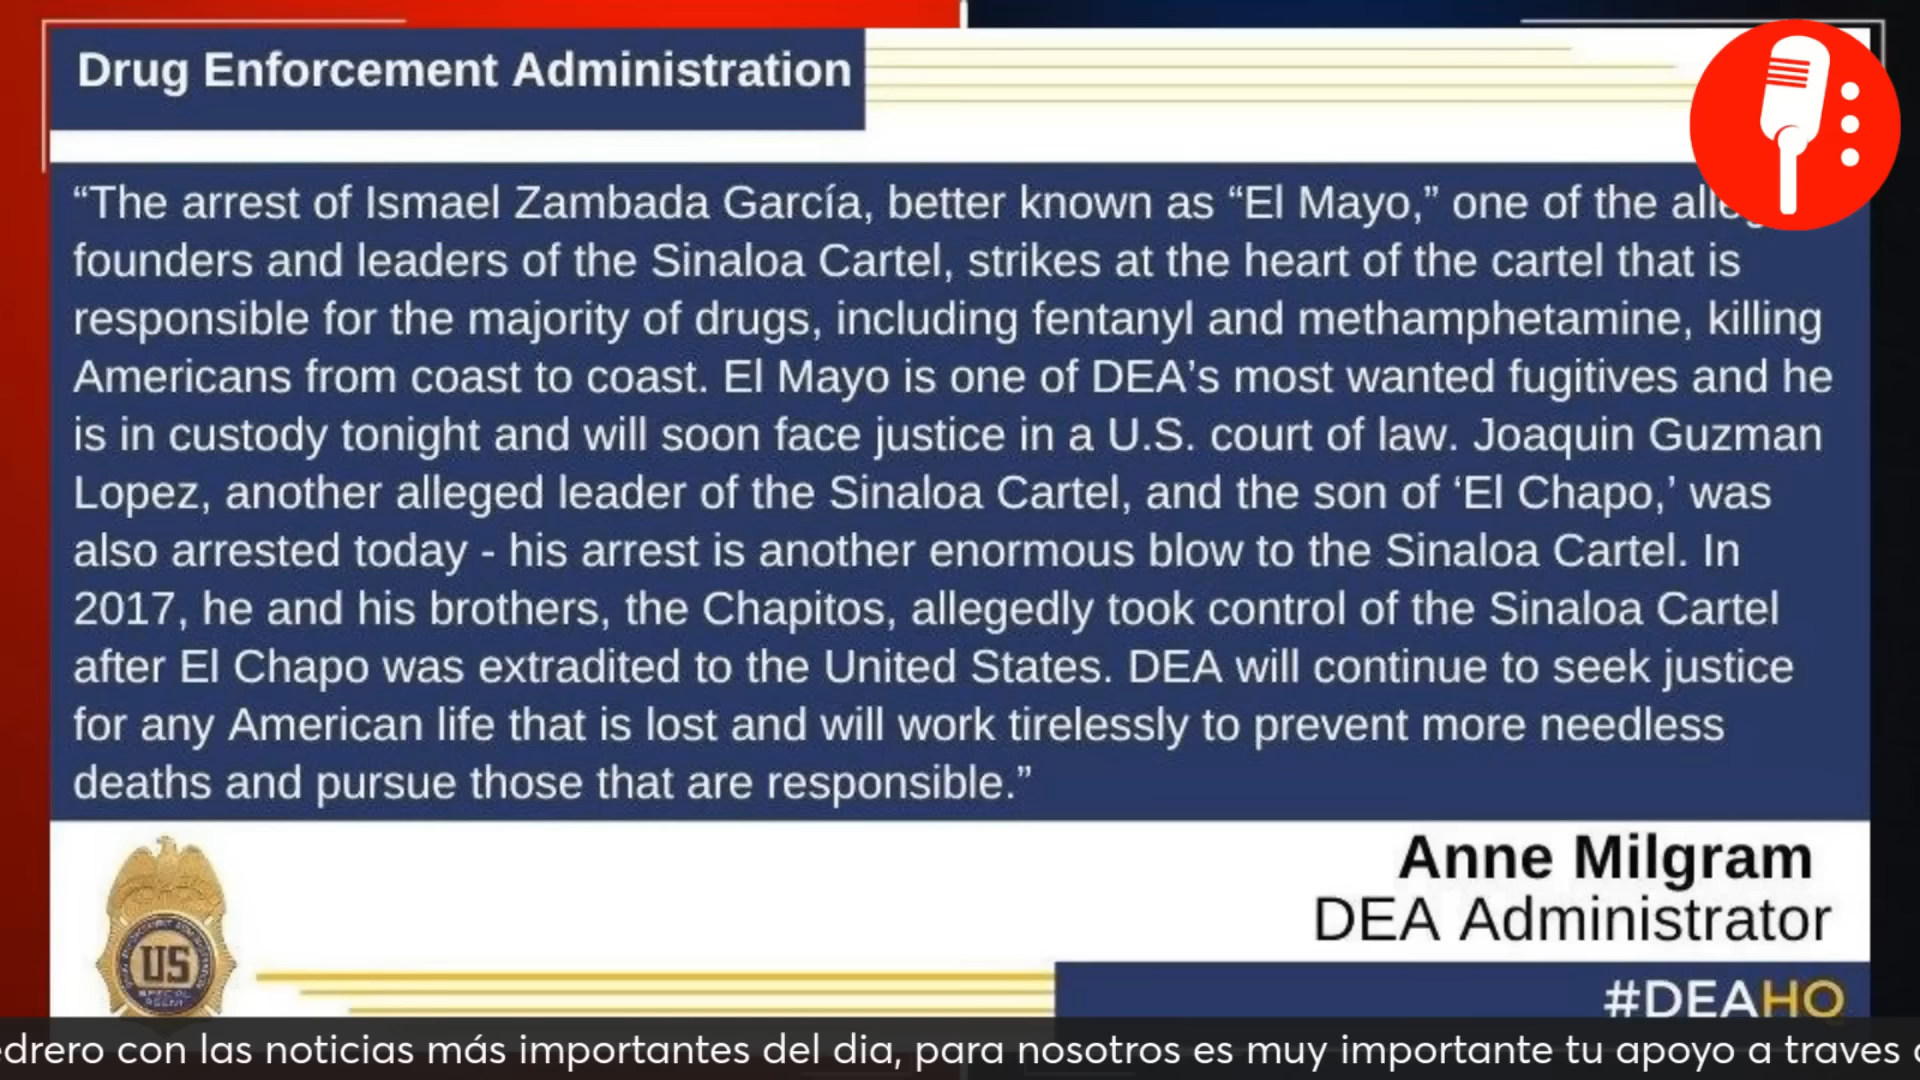 Drug Enforcement Administration
“The arrest of Ismael Zambada García, better known as “El Mayo,” one of the
founders and leaders of the Sinaloa Cartel, strikes at the heart of the cartel that is
responsible for the majority of drugs, including fentanyl and methamphetamine, killing
Americans from coast to coast. El Mayo is one of DEA’s most wanted fugitives and he
is in custody tonight and will soon face justice in a U.S. court of law. Joaquin Guzman
Lopez, another alleged leader of the Sinaloa Cartel, and the son of ‘El Chapo,’ was
also arrested today - his arrest is another enormous blow to the Sinaloa Cartel. In
2017, he and his brothers, the Chapitos, allegedly took control of the Sinaloa Cartel
after El Chapo was extradited to the United States. DEA will continue to seek justice
for any American life that is lost and will work tirelessly to prevent more needless
deaths and pursue those that are responsible.”
Anne Milgram
DEA Administrator
US
SPECIAL
AGENT
#DEAHQ
edrero con las noticias más importantes del dia, para nosotros es muy importante tu apoyo a traves